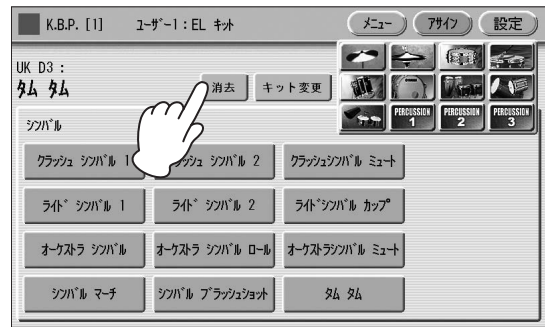 K.B.P. [1] ユーザー1:EL キット メニュー アサイン 設定
UK D3 :
タム タム
消去 キット変更
PERCUSSION 1 PERCUSSION 2 PERCUSSION 3
シンバル
クラッシュ シンバル 1 シュ シンバル 2 クラッシュシンバル ミュート
ライド シンバル 1 ライド シンバル 2 ライドシンバル カップ
オーケストラ シンバル オーケストラ シンバル ロール オーケストラシンバル ミュート
シンバル マーチ シンバル ブラッシュショット タム タム